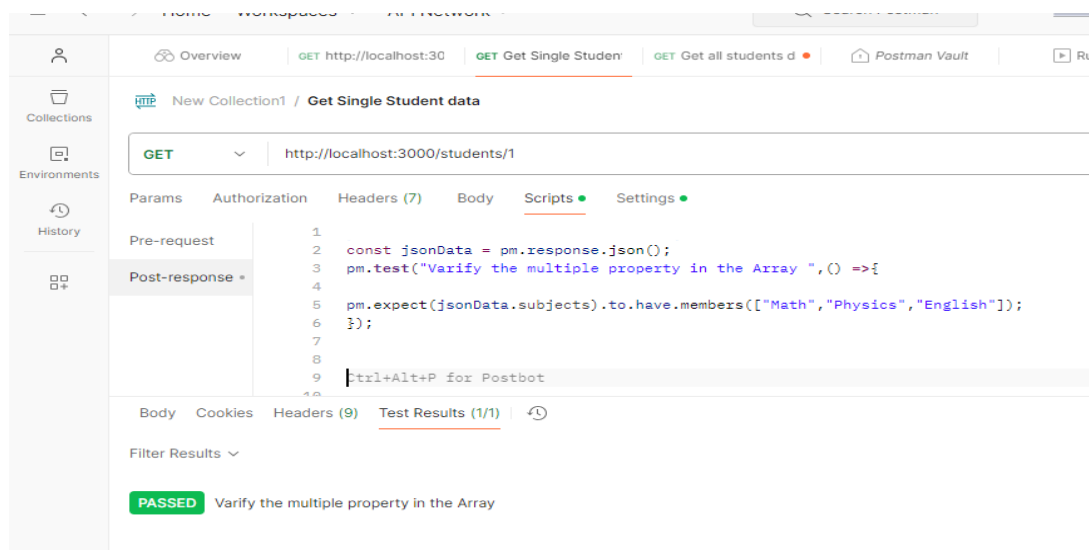 Overview GET http://localhost:30 GET Get Single Studen GET Get all students d Postman Vault Ru
HTTP New Collection1 / Get Single Student data
Collections
GET http://localhost:3000/students/1
Environments
Params Authorization Headers (7) Body Scripts Settings
History
Pre-request
Post-response
1
2 const jsonData = pm.response.json();
3 pm.test("Varify the multiple property in the Array ",() =>{
4
5 pm.expect(jsonData.subjects).to.have.members(["Math","Physics","English"]);
6 });
7
8
9 Ctrl+Alt+P for Postbot
Body Cookies Headers (9) Test Results (1/1)
Filter Results
PASSED Varify the multiple property in the Array